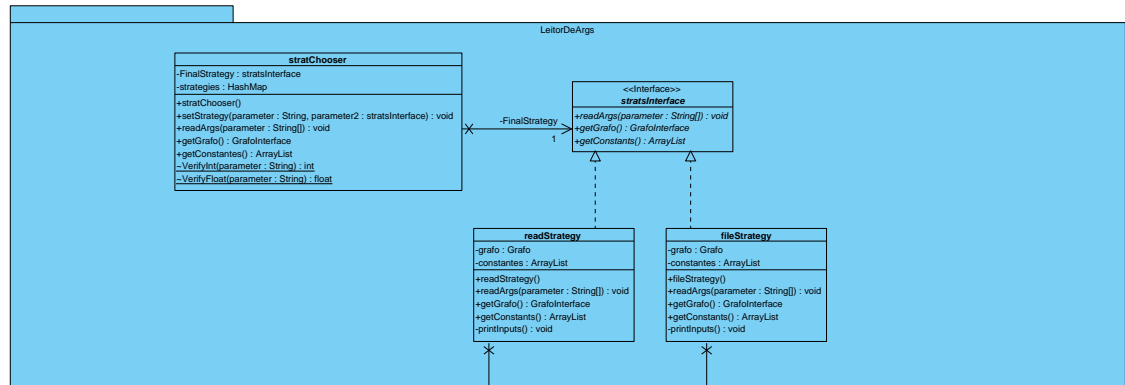 LeitorDeArgs
stratChooser
-FinalStrategy : stratsInterface
-strategies : HashMap
+stratChooser()
+setStrategy(parameter : String, parameter2 : stratsInterface) : void
+readArgs(parameter : String[]) : void
+getGrafo() : GrafoInterface
+getConstantes() : ArrayList
~VerifyInt(parameter : String) : int
~VerifyFloat(parameter : String) : float
-FinalStrategy
1
<<Interface>>
stratsInterface
+readArgs(parameter : String[]) : void
+getGrafo() : GrafoInterface
+getConstants() : ArrayList
readStrategy
-grafo : Grafo
-constantes : ArrayList
+readStrategy()
+readArgs(parameter : String[]) : void
+getGrafo() : GrafoInterface
+getConstants() : ArrayList
-printInputs() : void
fileStrategy
-grafo : Grafo
-constantes : ArrayList
+fileStrategy()
+readArgs(parameter : String[]) : void
+getGrafo() : GrafoInterface
+getConstants() : ArrayList
-printInputs() : void